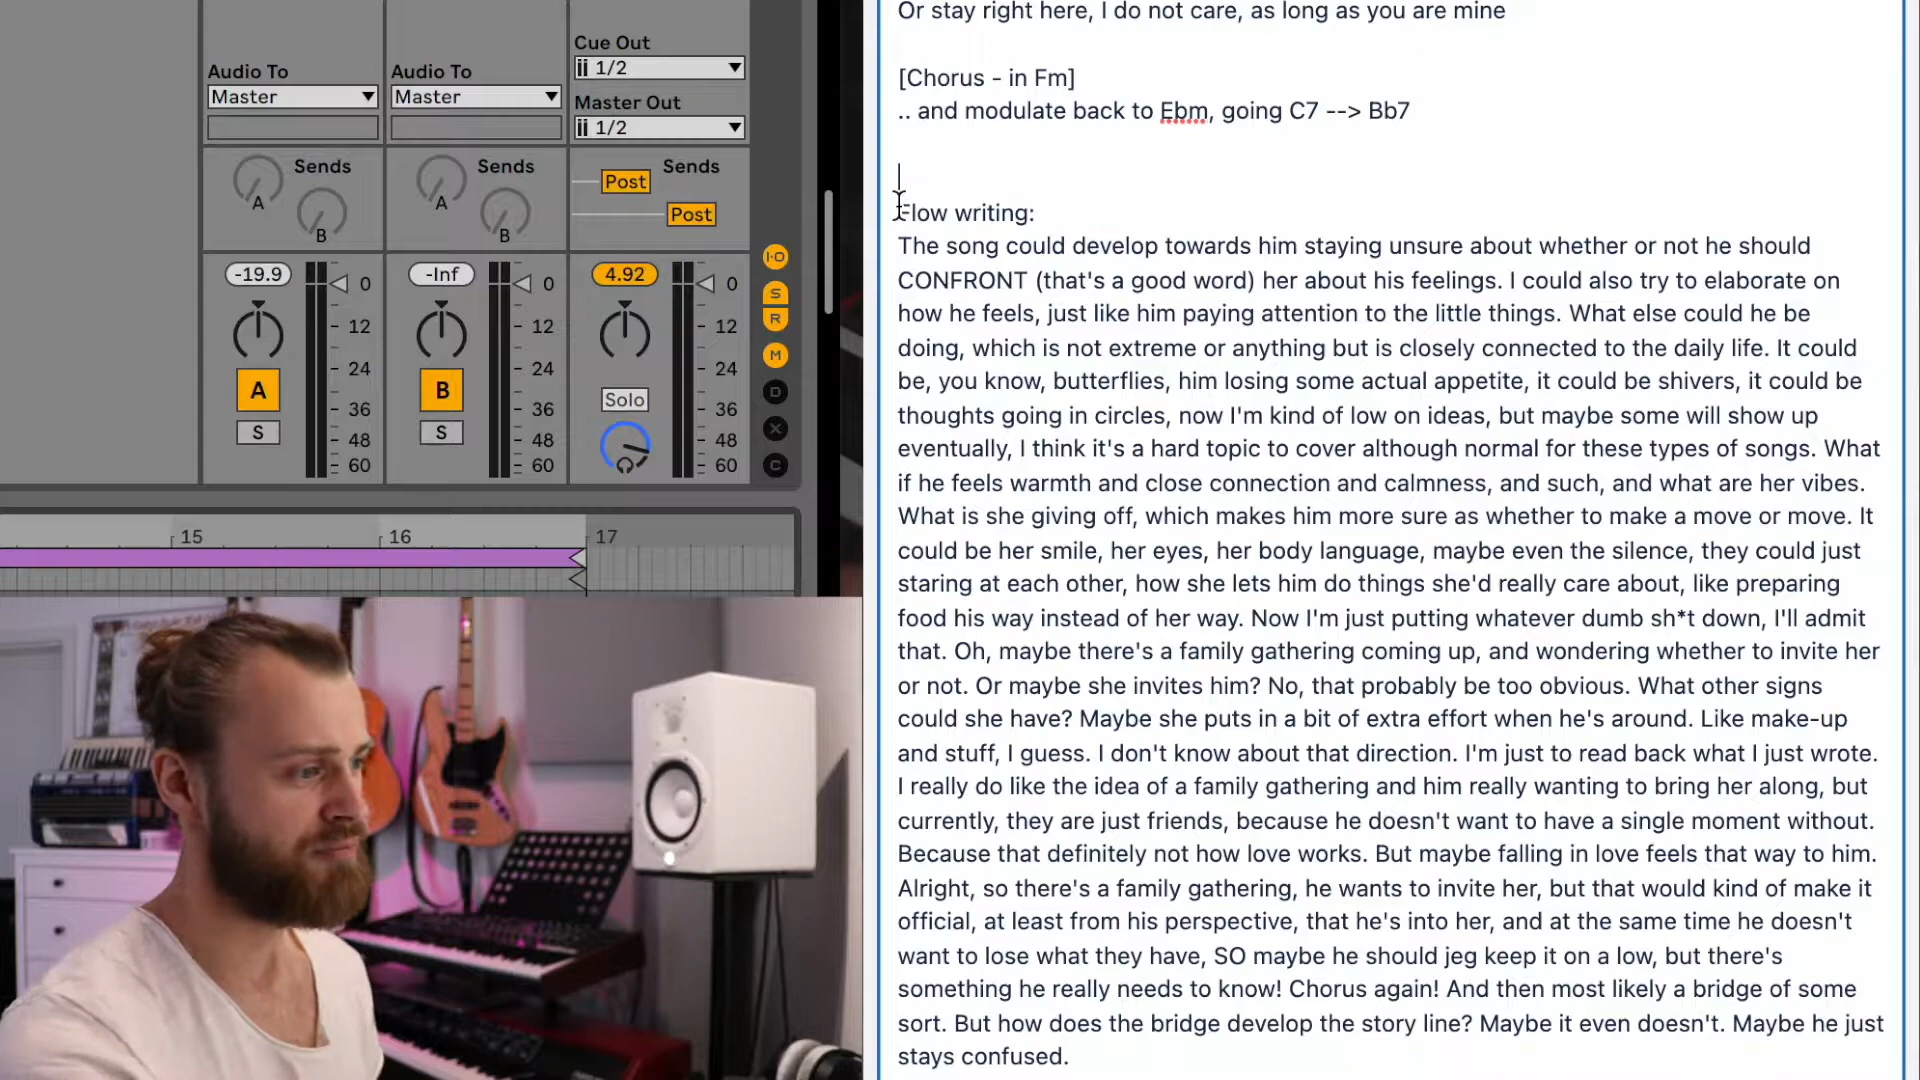 Cue Out
ii 1/2
Audio To
Audio To
Master
Master
Master Out
ii 1/2
Sends
Sends
Sends
A
B
A
B
Post
Post
-19.9
-Inf
4.92
0
12
24
36
48
60
0
12
24
36
48
60
0
12
24
36
48
60
A
B
Solo
S
S
I·O
S
R
M
D
X
C
15
16
17
Or stay right here, I do not care, as long as you are mine
[Chorus - in Fm]
.. and modulate back to Ebm, going C7 --> Bb7
Flow writing:
The song could develop towards him staying unsure about whether or not he should
CONFRONT (that's a good word) her about his feelings. I could also try to elaborate on
how he feels, just like him paying attention to the little things. What else could he be
doing, which is not extreme or anything but is closely connected to the daily life. It could
be, you know, butterflies, him losing some actual appetite, it could be shivers, it could be
thoughts going in circles, now I'm kind of low on ideas, but maybe some will show up
eventually, I think it's a hard topic to cover although normal for these types of songs. What
if he feels warmth and close connection and calmness, and such, and what are her vibes.
What is she giving off, which makes him more sure as whether to make a move or move. It
could be her smile, her eyes, her body language, maybe even the silence, they could just
staring at each other, how she lets him do things she'd really care about, like preparing
food his way instead of her way. Now I'm just putting whatever dumb sh*t down, I'll admit
that. Oh, maybe there's a family gathering coming up, and wondering whether to invite her
or not. Or maybe she invites him? No, that probably be too obvious. What other signs
could she have? Maybe she puts in a bit of extra effort when he's around. Like make-up
and stuff, I guess. I don't know about that direction. I'm just to read back what I just wrote.
I really do like the idea of a family gathering and him really wanting to bring her along, but
currently, they are just friends, because he doesn't want to have a single moment without.
Because that definitely not how love works. But maybe falling in love feels that way to him.
Alright, so there's a family gathering, he wants to invite her, but that would kind of make it
official, at least from his perspective, that he's into her, and at the same time he doesn't
want to lose what they have, SO maybe he should jeg keep it on a low, but there's
something he really needs to know! Chorus again! And then most likely a bridge of some
sort. But how does the bridge develop the story line? Maybe it even doesn't. Maybe he just
stays confused.